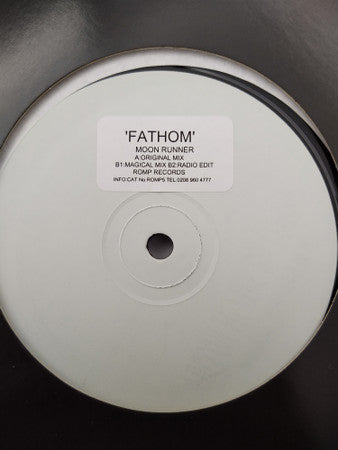 'FATHOM'
MOON RUNNER
A:ORIGINAL MIX
B1:MAGICAL MIX B2:RADIO EDIT
ROMP RECORDS
INFO:CAT No.ROMP5 TEL:0208 960 4777